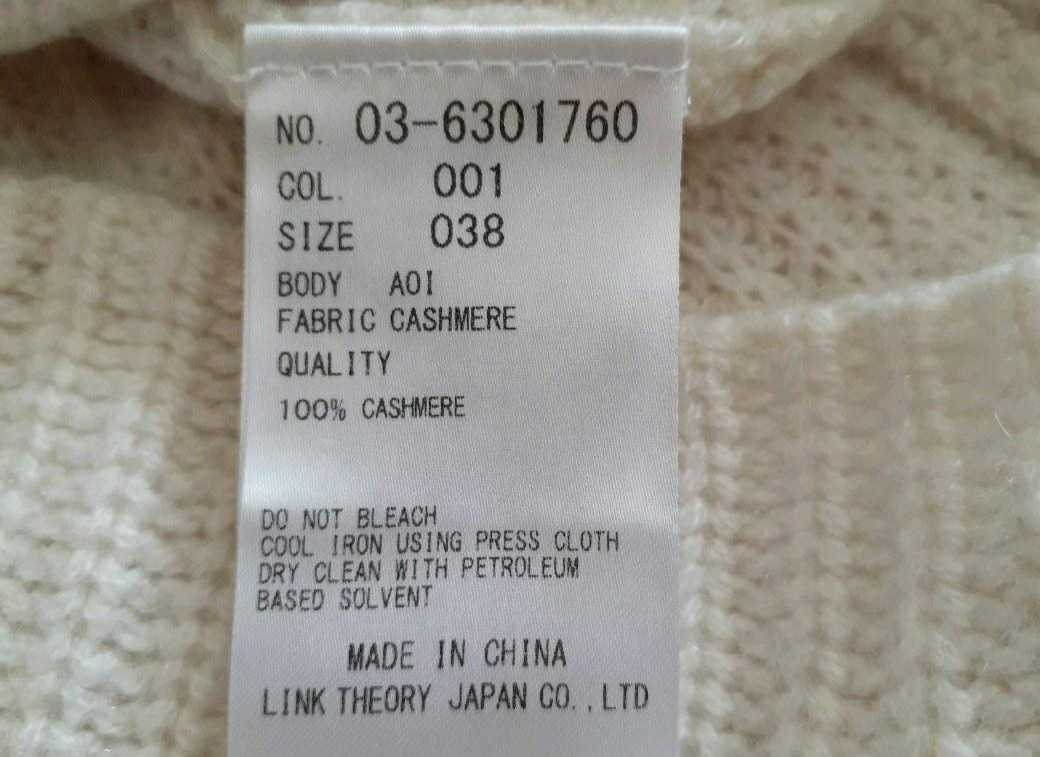 NO. 03-6301760
COL. 001
SIZE 038
BODY A01
FABRIC CASHMERE
QUALITY
100% CASHMERE
DO NOT BLEACH
COOL IRON USING PRESS CLOTH
DRY CLEAN WITH PETROLEUM
BASED SOLVENT
MADE IN CHINA
LINK THEORY JAPAN CO.,LTD